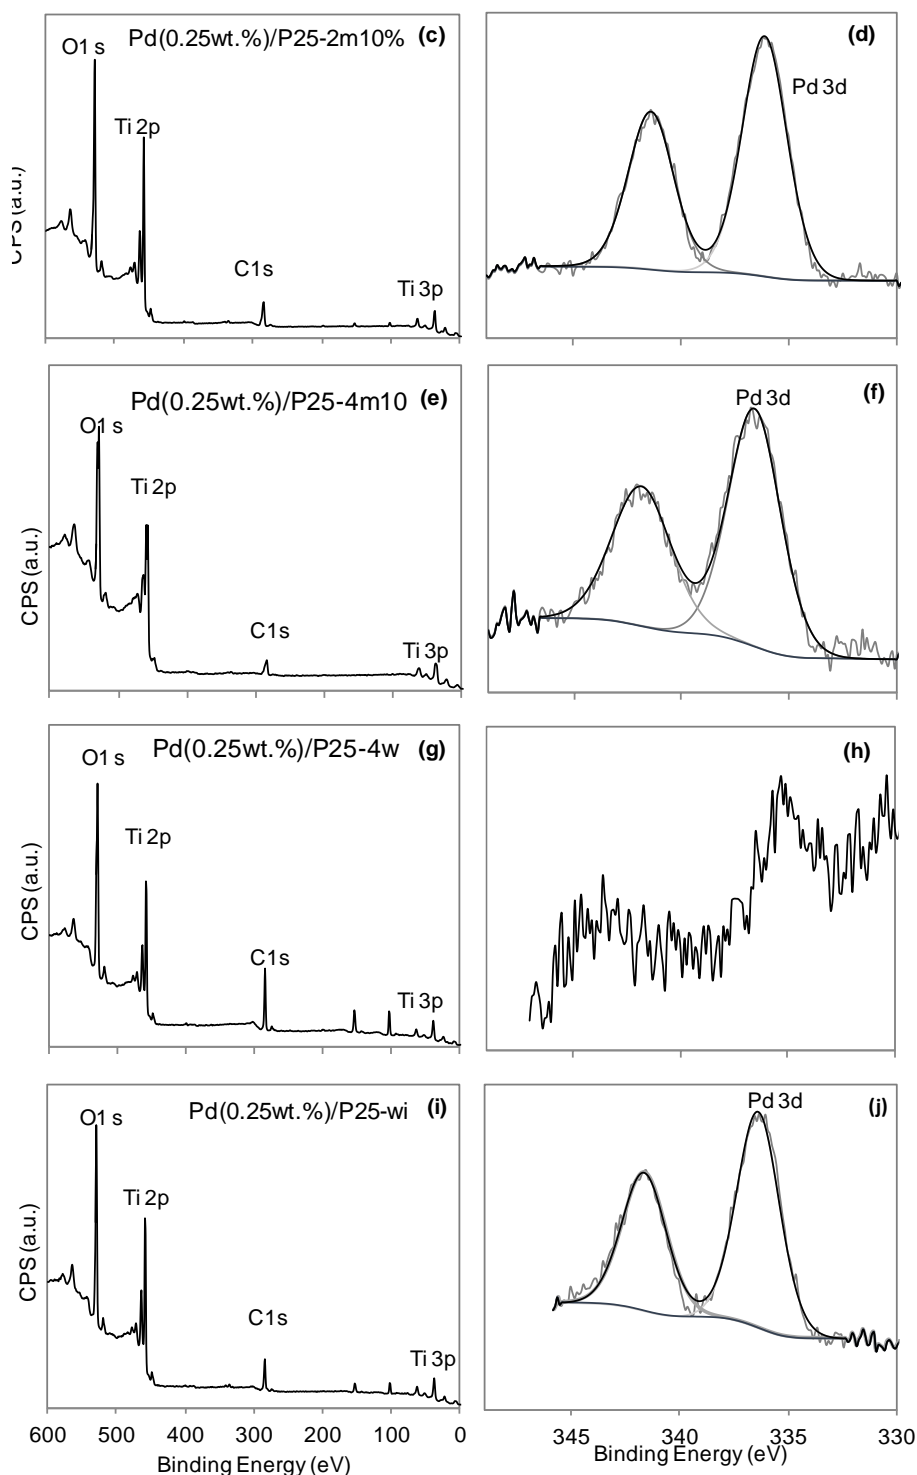 Pd(0.25wt.%)/P25-2m10% (c)
O1 s
Ti 2p
C1s
Ti 3p
CPS (a.u.)
(d)
Pd 3d
Pd(0.25wt.%)/P25-4m10 (e)
O1 s
Ti 2p
C1s
Ti 3p
CPS (a.u.)
(f)
Pd 3d
Pd(0.25wt.%)/P25-4w (g)
O1 s
Ti 2p
C1s
Ti 3p
CPS (a.u.)
(h)
Pd(0.25wt.%)/P25-wi (i)
O1 s
Ti 2p
C1s
Ti 3p
CPS (a.u.)
600 500 400 300 200 100 0
Binding Energy (eV)
(j)
Pd 3d
345 340 335 330
Binding Energy (eV)